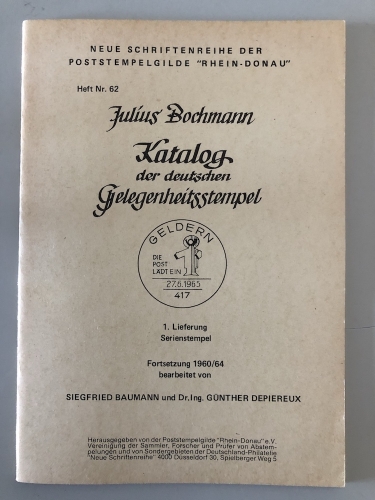 NEUE SCHRIFTENREIHE DER
POSTSTEMPELGILDE "RHEIN-DONAU"
Heft Nr. 62
Julius Bochmann
Katalog
der deutschen
Gelegenheitsstempel
GELDERN
DIE
POST
LÄDT EIN
27.6.1965
417
1. Lieferung
Serienstempel
Fortsetzung 1960/64
bearbeitet von
SIEGFRIED BAUMANN und Dr.Ing. GÜNTHER DEPIEREUX
Herausgegeben von der Poststempelgilde "Rhein-Donau" e.V.
Vereinigung der Sammler, Forscher und Prüfer von Abstem-
pelungen und von Sondergebieten der Deutschland-Philatelie
"Neue Schriftenreihe" 4000 Düsseldorf 30, Spielberger Weg 5